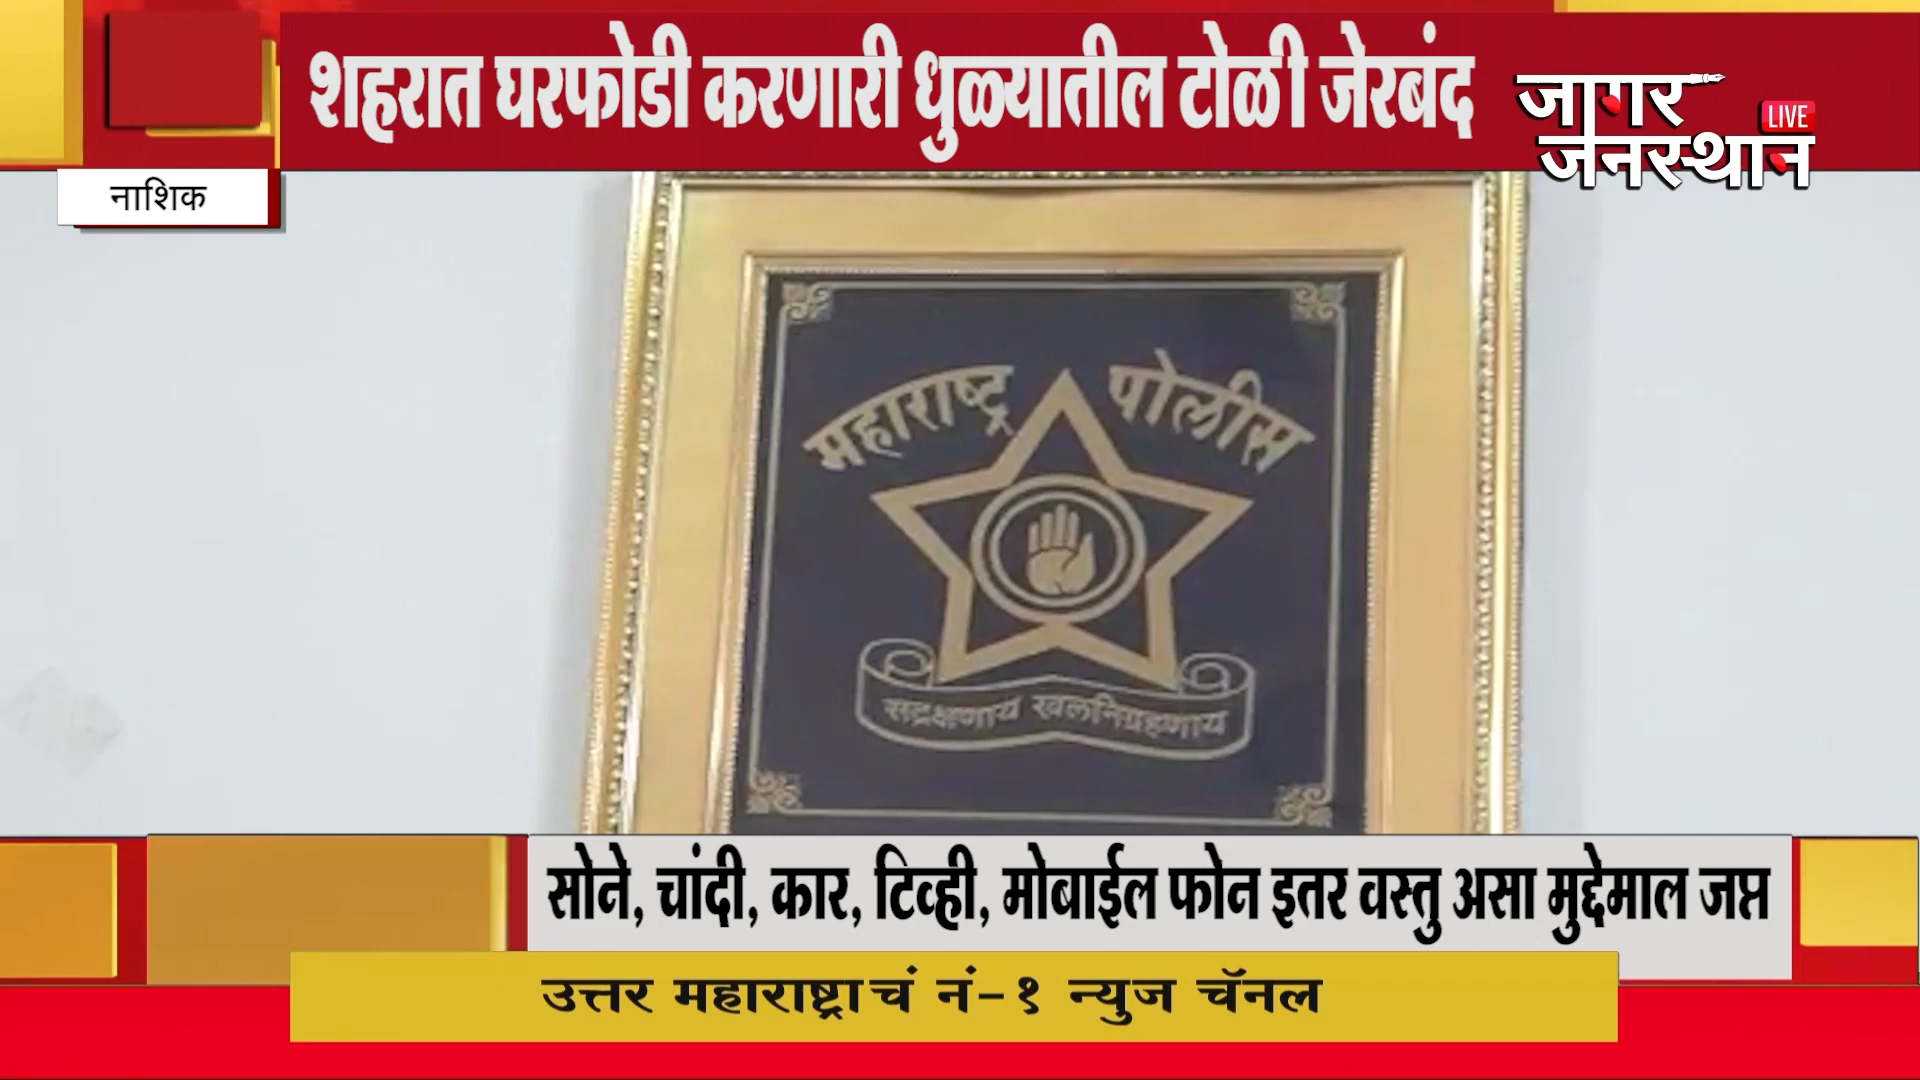 शहरात घरफोडी करणारी धुळ्यातील टोळी जेरबंद
जागर
LIVE
जनस्थान
नाशिक
महाराष्ट्र पोलीस
सद्रक्षणाय खलनिग्रहणाय
सोने, चांदी, कार, टिव्ही, मोबाईल फोन इतर वस्तु असा मुद्देमाल जप्त
उत्तर महाराष्ट्राचं नं-१ न्युज चॅनल